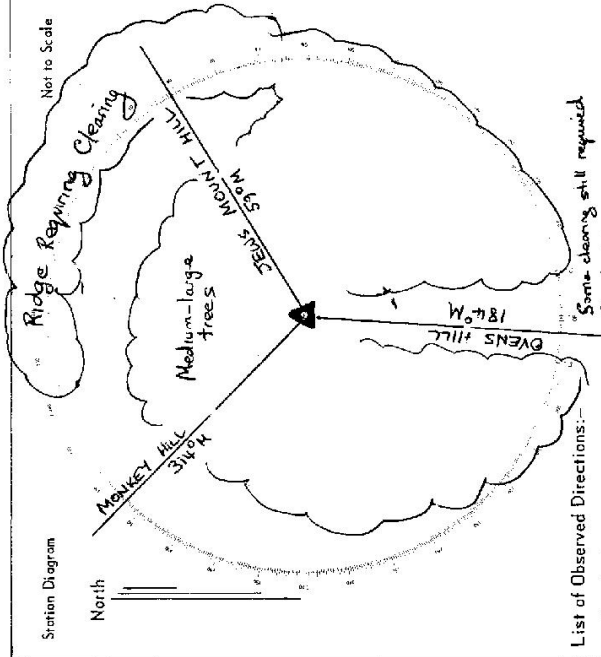 Station Diagram
Not to Scale
North
Ridge Requiring Clearing
MONKEY HILL
314°M
Medium-large
trees
JEWS MOUNT HILL
59°M
OVENS HILL
184°M
Some clearing still required
List of Observed Directions:-